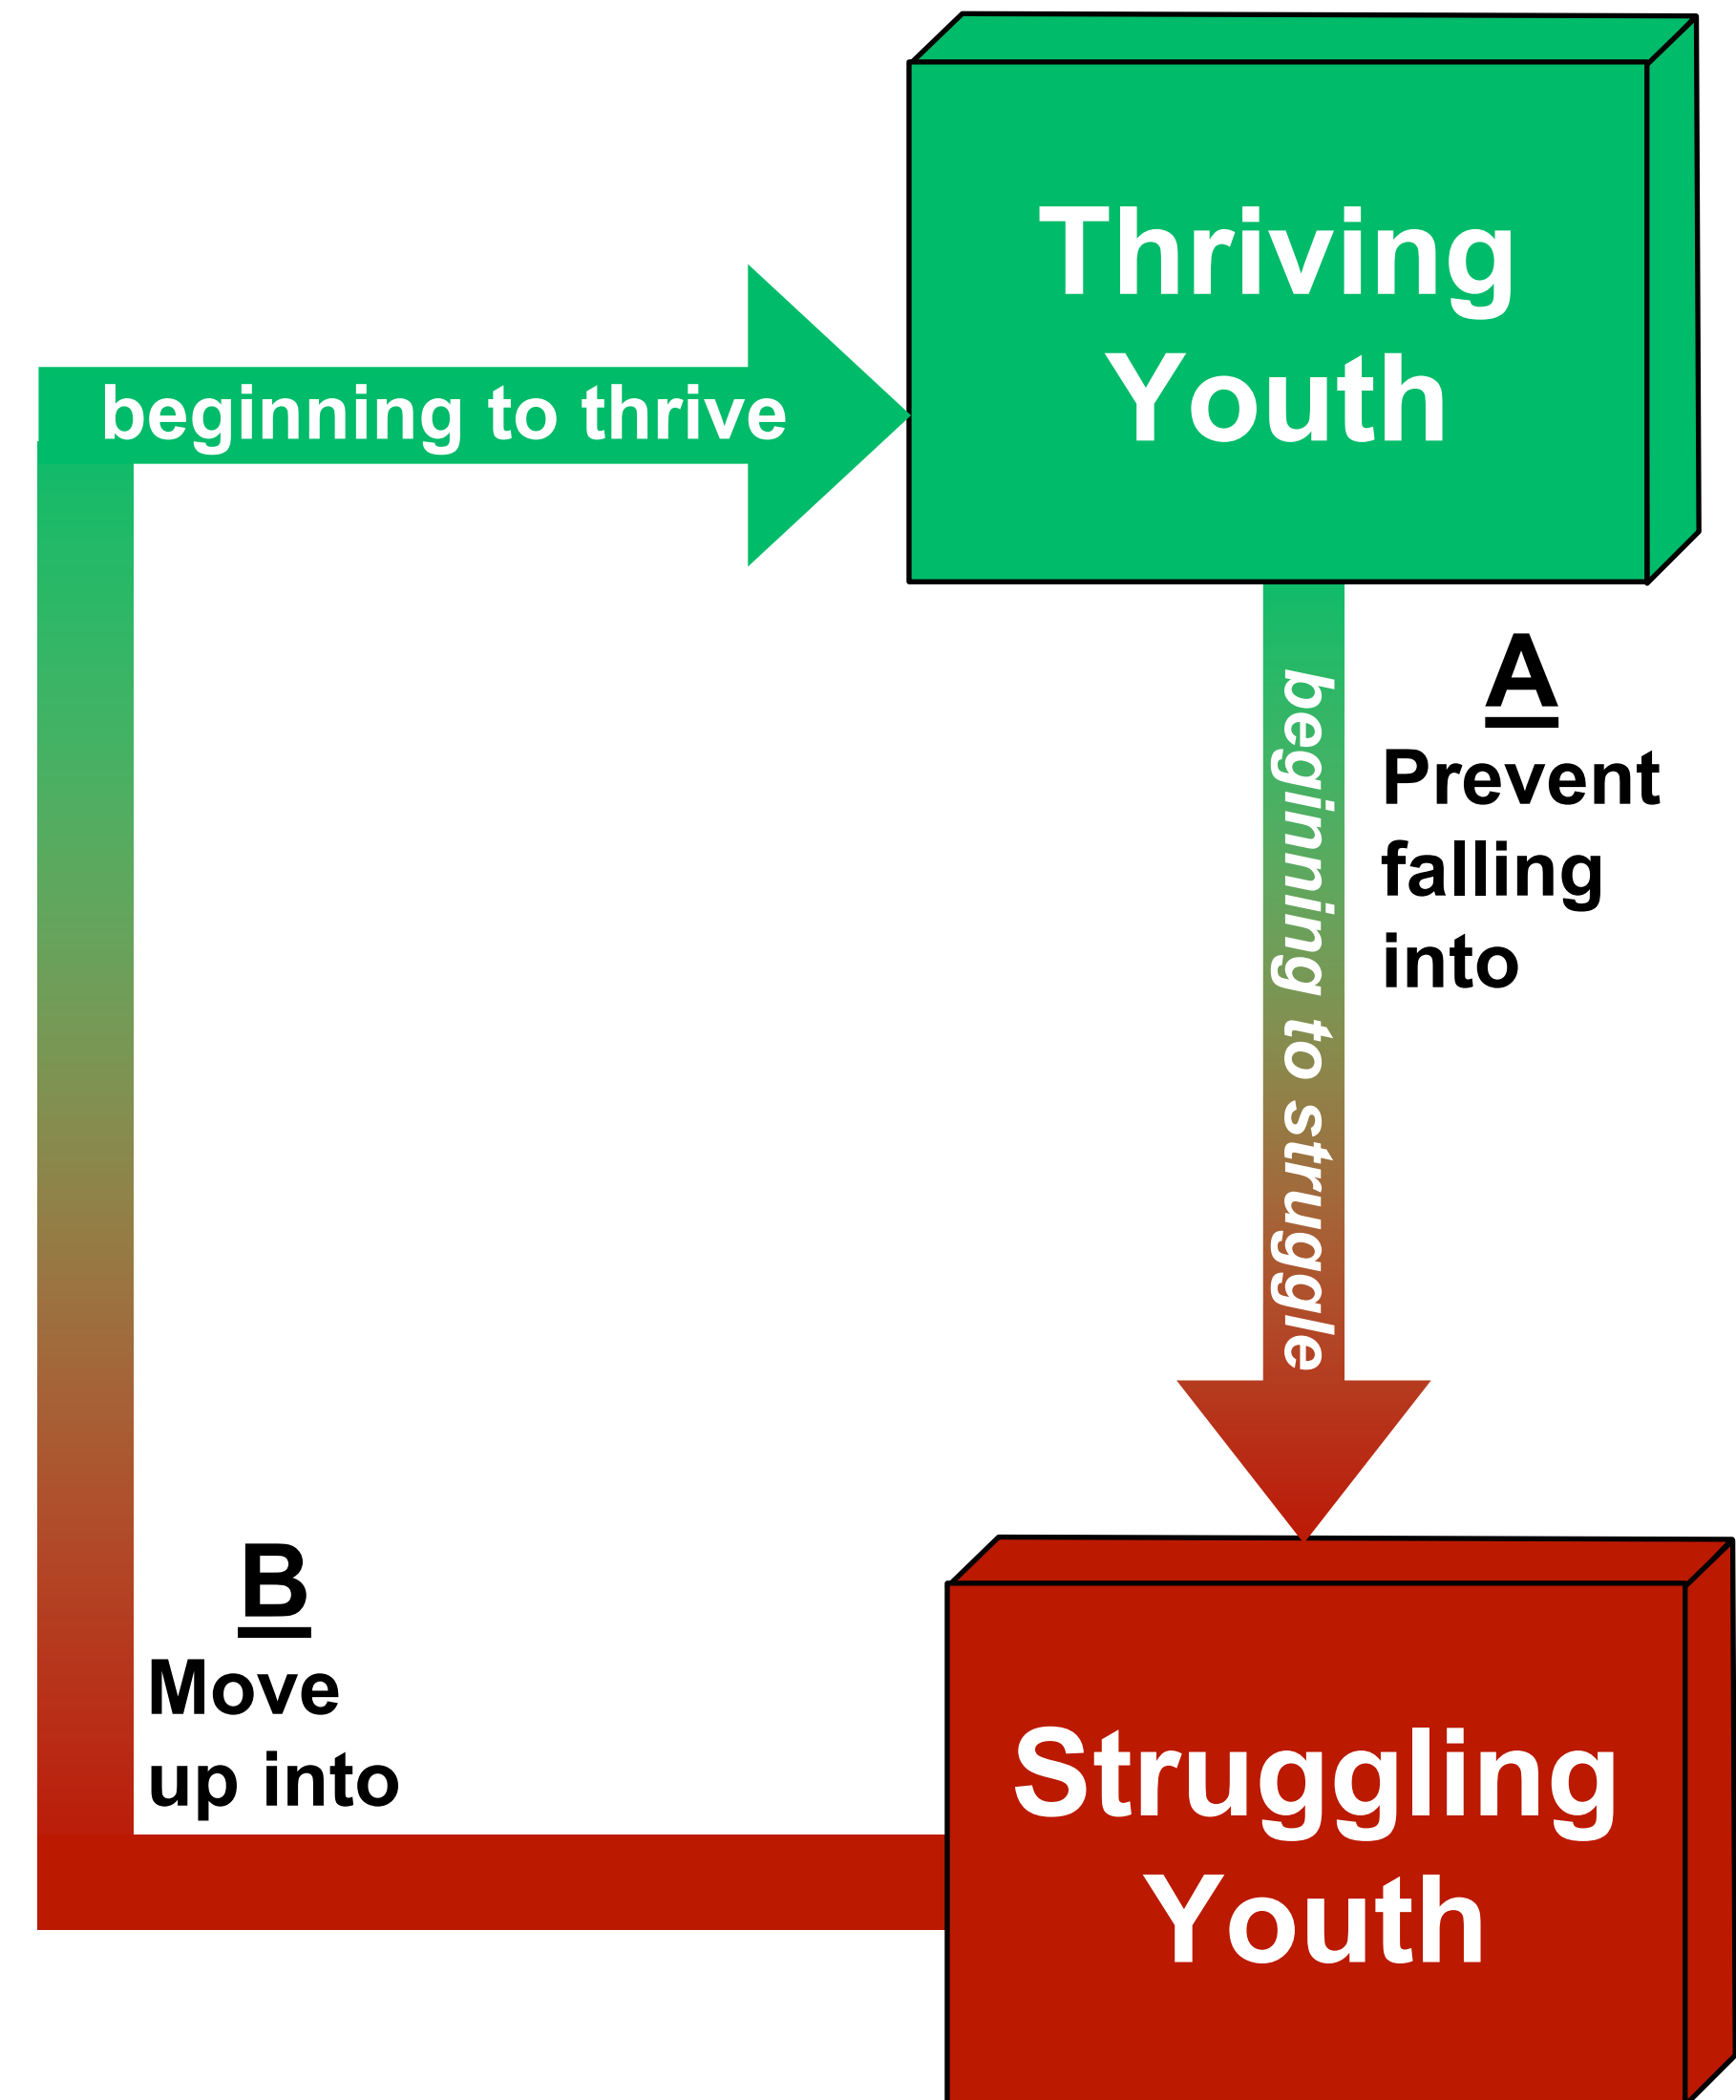 Thriving
Youth
beginning to thrive
A
Prevent
falling
into
beginning to struggle
B
Move
up into
Struggling
Youth